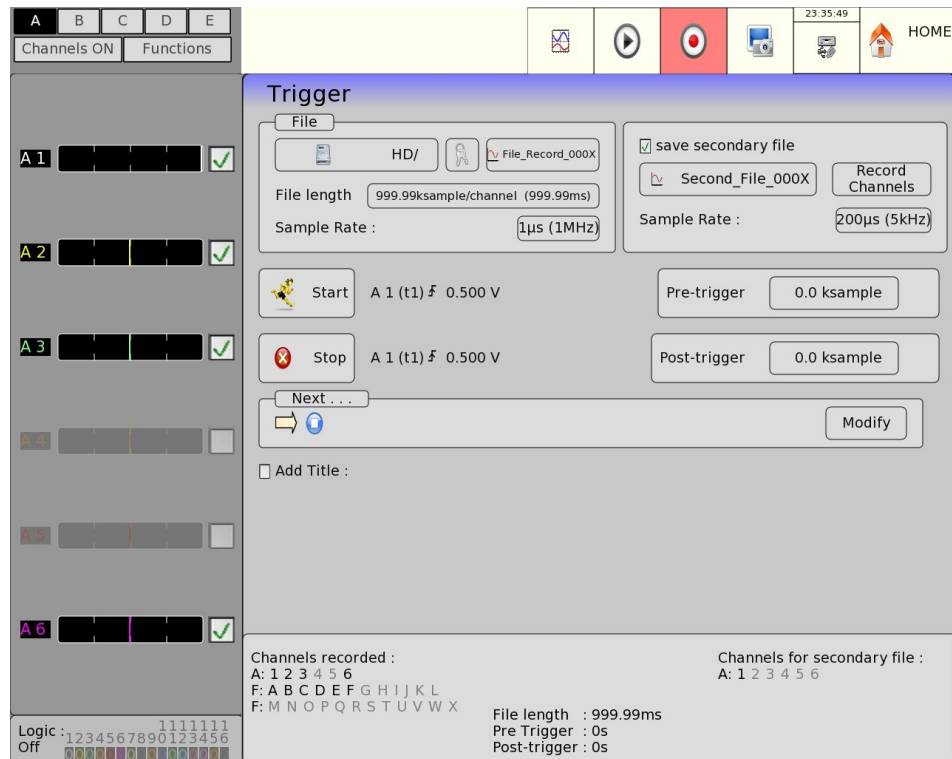 A B C D E
Channels ON Functions
23:35:49
HOME
Trigger
File
HD/ File_Record_000X
File length 999.99ksample/channel (999.99ms)
Sample Rate : 1µs (1MHz)
save secondary file
Second_File_000X Record Channels
Sample Rate : 200µs (5kHz)
Start A 1 (t1) 0.500 V
Pre-trigger 0.0 ksample
Stop A 1 (t1) 0.500 V
Post-trigger 0.0 ksample
Next . . .
Modify
Add Title :
A 1
A 2
A 3
A 4
A 5
A 6
Channels recorded :
A: 1 2 3 4 5 6
F: A B C D E F G H I J K L
F: M N O P Q R S T U V W X
File length : 999.99ms
Pre Trigger : 0s
Post-trigger : 0s
Channels for secondary file :
A: 1 2 3 4 5 6
Logic :
Off
1111111
1234567890123456